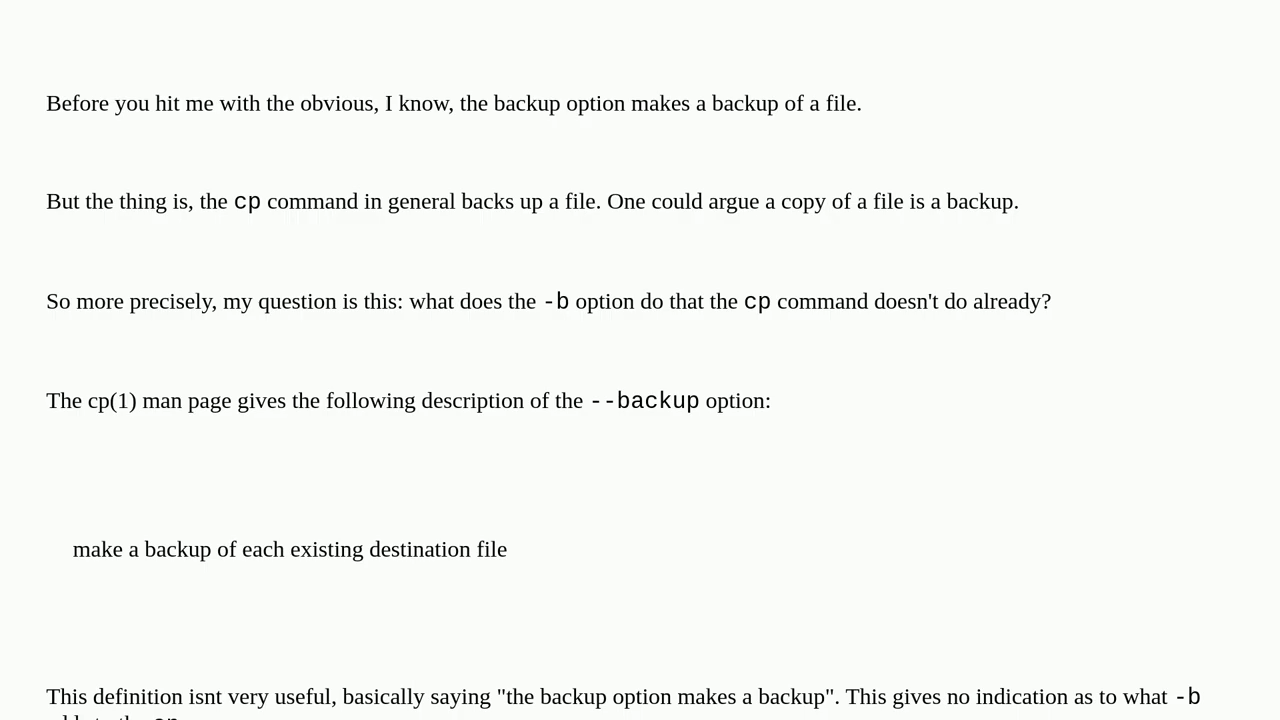 Before you hit me with the obvious, I know, the backup option makes a backup of a file.
But the thing is, the cp command in general backs up a file. One could argue a copy of a file is a backup.
So more precisely, my question is this: what does the -b option do that the cp command doesn't do already?
The cp(1) man page gives the following description of the --backup option:
make a backup of each existing destination file
This definition isnt very useful, basically saying "the backup option makes a backup". This gives no indication as to what -b